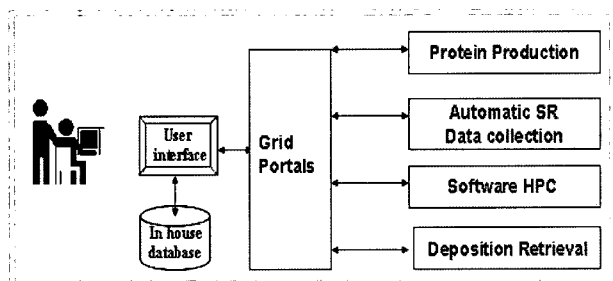 Protein Production
Automatic SR
Data collection
User
interface
Grid
Portals
Software HPC
In house
database
Deposition Retrieval